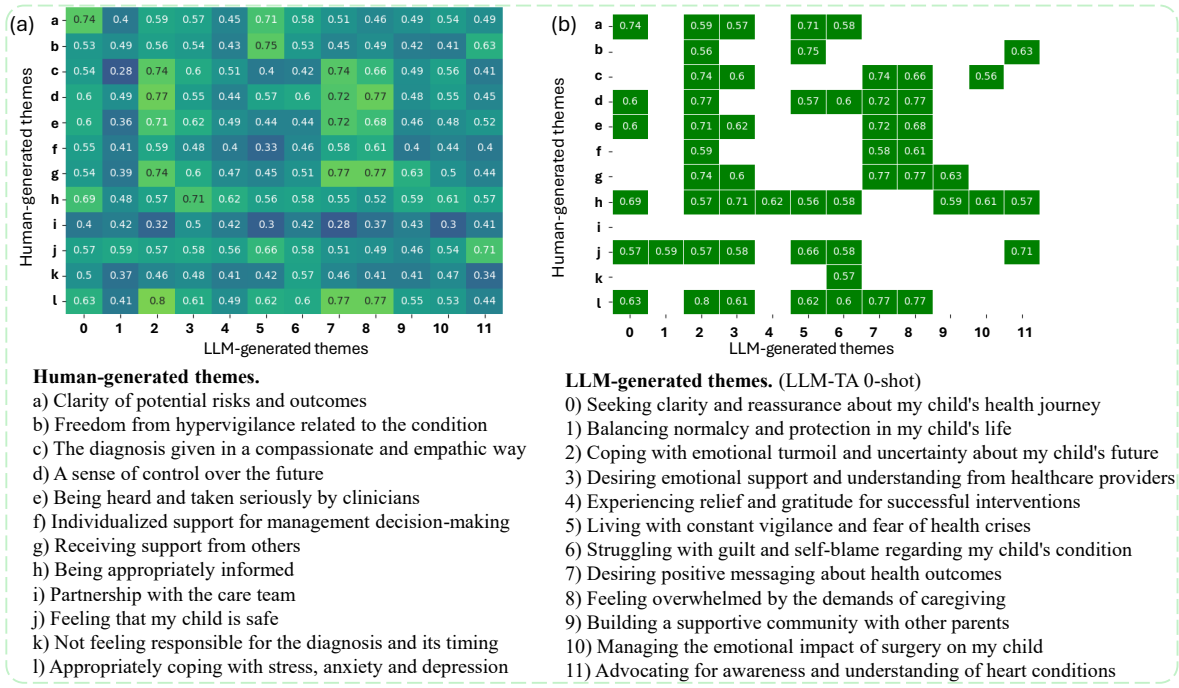 (a)
Human-generated themes
a 0.74 0.4 0.59 0.57 0.45 0.71 0.58 0.51 0.46 0.49 0.54 0.49
b 0.53 0.49 0.56 0.54 0.43 0.75 0.53 0.45 0.49 0.42 0.41 0.63
c 0.54 0.28 0.74 0.6 0.51 0.4 0.42 0.74 0.66 0.49 0.56 0.41
d 0.6 0.49 0.77 0.55 0.44 0.57 0.6 0.72 0.77 0.48 0.55 0.45
e 0.6 0.36 0.71 0.62 0.49 0.44 0.44 0.72 0.68 0.46 0.48 0.52
f 0.55 0.41 0.59 0.48 0.4 0.33 0.46 0.58 0.61 0.4 0.44 0.4
g 0.54 0.39 0.74 0.6 0.47 0.45 0.51 0.77 0.77 0.63 0.5 0.44
h 0.69 0.48 0.57 0.71 0.62 0.56 0.58 0.55 0.52 0.59 0.61 0.57
i 0.4 0.42 0.32 0.5 0.42 0.3 0.42 0.28 0.37 0.43 0.3 0.41
j 0.57 0.59 0.57 0.58 0.56 0.66 0.58 0.51 0.49 0.46 0.54 0.71
k 0.5 0.37 0.46 0.48 0.41 0.42 0.57 0.46 0.41 0.41 0.47 0.34
l 0.63 0.41 0.8 0.61 0.49 0.62 0.6 0.77 0.77 0.55 0.53 0.44
0 1 2 3 4 5 6 7 8 9 10 11
LLM-generated themes
(b)
Human-generated themes
a 0.74 0.59 0.57 0.71 0.58
b 0.56 0.75 0.63
c 0.74 0.6 0.74 0.66 0.56
d 0.6 0.77 0.57 0.6 0.72 0.77
e 0.6 0.71 0.62 0.72 0.68
f 0.59 0.58 0.61
g 0.74 0.6 0.77 0.77 0.63
h 0.69 0.57 0.71 0.62 0.56 0.58 0.59 0.61 0.57
i
j 0.57 0.59 0.57 0.58 0.66 0.58 0.71
k 0.57
l 0.63 0.8 0.61 0.62 0.6 0.77 0.77
0 1 2 3 4 5 6 7 8 9 10 11
LLM-generated themes
Human-generated themes.
a) Clarity of potential risks and outcomes
b) Freedom from hypervigilance related to the condition
c) The diagnosis given in a compassionate and empathic way
d) A sense of control over the future
e) Being heard and taken seriously by clinicians
f) Individualized support for management decision-making
g) Receiving support from others
h) Being appropriately informed
i) Partnership with the care team
j) Feeling that my child is safe
k) Not feeling responsible for the diagnosis and its timing
l) Appropriately coping with stress, anxiety and depression
LLM-generated themes. (LLM-TA 0-shot)
0) Seeking clarity and reassurance about my child's health journey
1) Balancing normalcy and protection in my child's life
2) Coping with emotional turmoil and uncertainty about my child's future
3) Desiring emotional support and understanding from healthcare providers
4) Experiencing relief and gratitude for successful interventions
5) Living with constant vigilance and fear of health crises
6) Struggling with guilt and self-blame regarding my child's condition
7) Desiring positive messaging about health outcomes
8) Feeling overwhelmed by the demands of caregiving
9) Building a supportive community with other parents
10) Managing the emotional impact of surgery on my child
11) Advocating for awareness and understanding of heart conditions